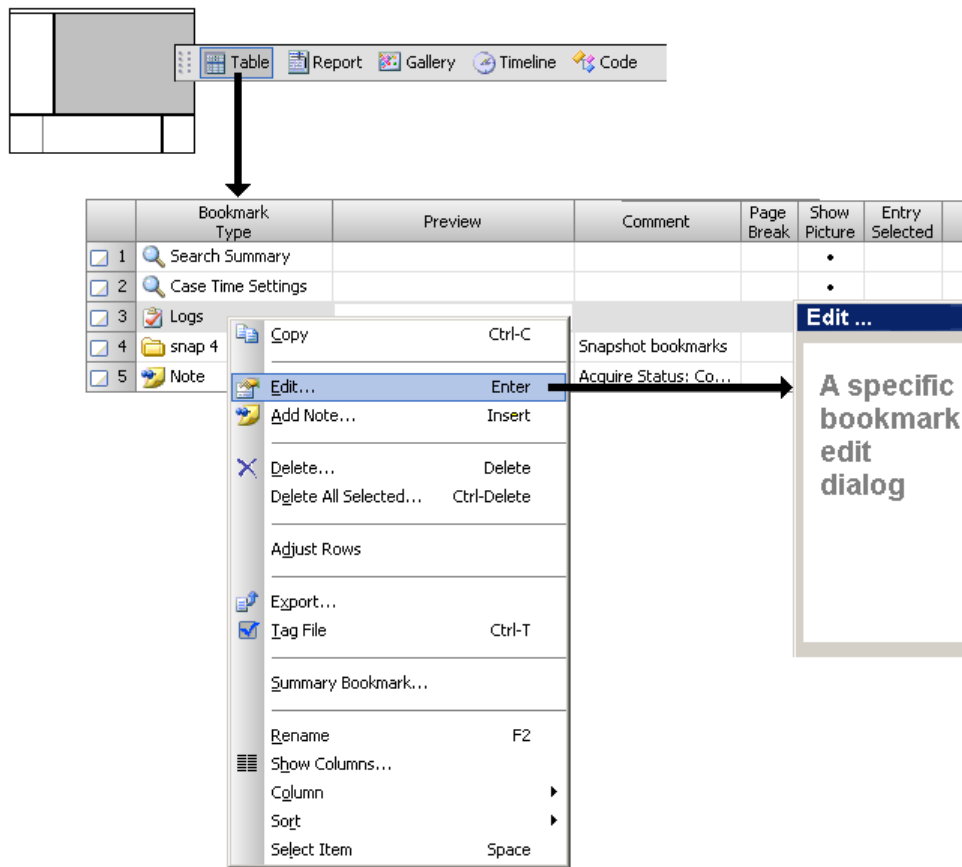 Table Report Gallery Timeline Code
Bookmark Type Preview Comment Page Break Show Picture Entry Selected
1 Search Summary •
2 Case Time Settings •
3 Logs
4 snap 4 Snapshot bookmarks
5 Note Acquire Status: Co...
Copy Ctrl-C
Edit... Enter
Add Note... Insert
Delete... Delete
Delete All Selected... Ctrl-Delete
Adjust Rows
Export...
Tag File Ctrl-T
Summary Bookmark...
Rename F2
Show Columns...
Column
Sort
Select Item Space
Edit ...
A specific
bookmark
edit
dialog